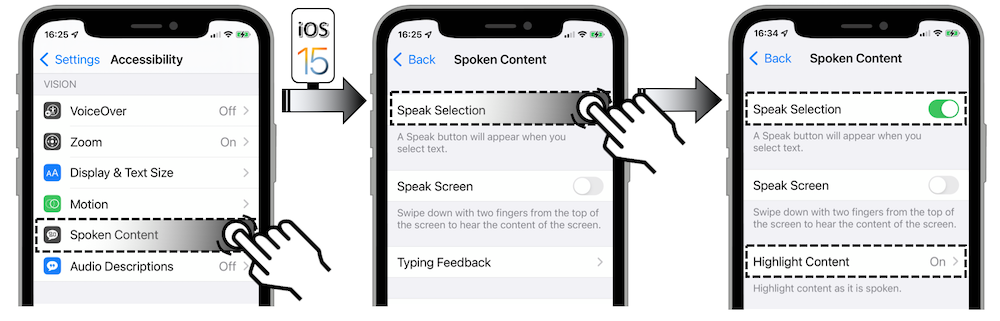 16:25
Settings Accessibility
VISION
VoiceOver Off
Zoom On
AA Display & Text Size
Motion
Spoken Content
Audio Descriptions Off
iOS
15
16:25
Back Spoken Content
Speak Selection
A Speak button will appear when you
select text.
Speak Screen
Swipe down with two fingers from the top of
the screen to hear the content of the screen.
Typing Feedback
16:34
Back Spoken Content
Speak Selection
A Speak button will appear when you
select text.
Speak Screen
Swipe down with two fingers from the top of
the screen to hear the content of the screen.
Highlight Content On
Highlight content as it is spoken.